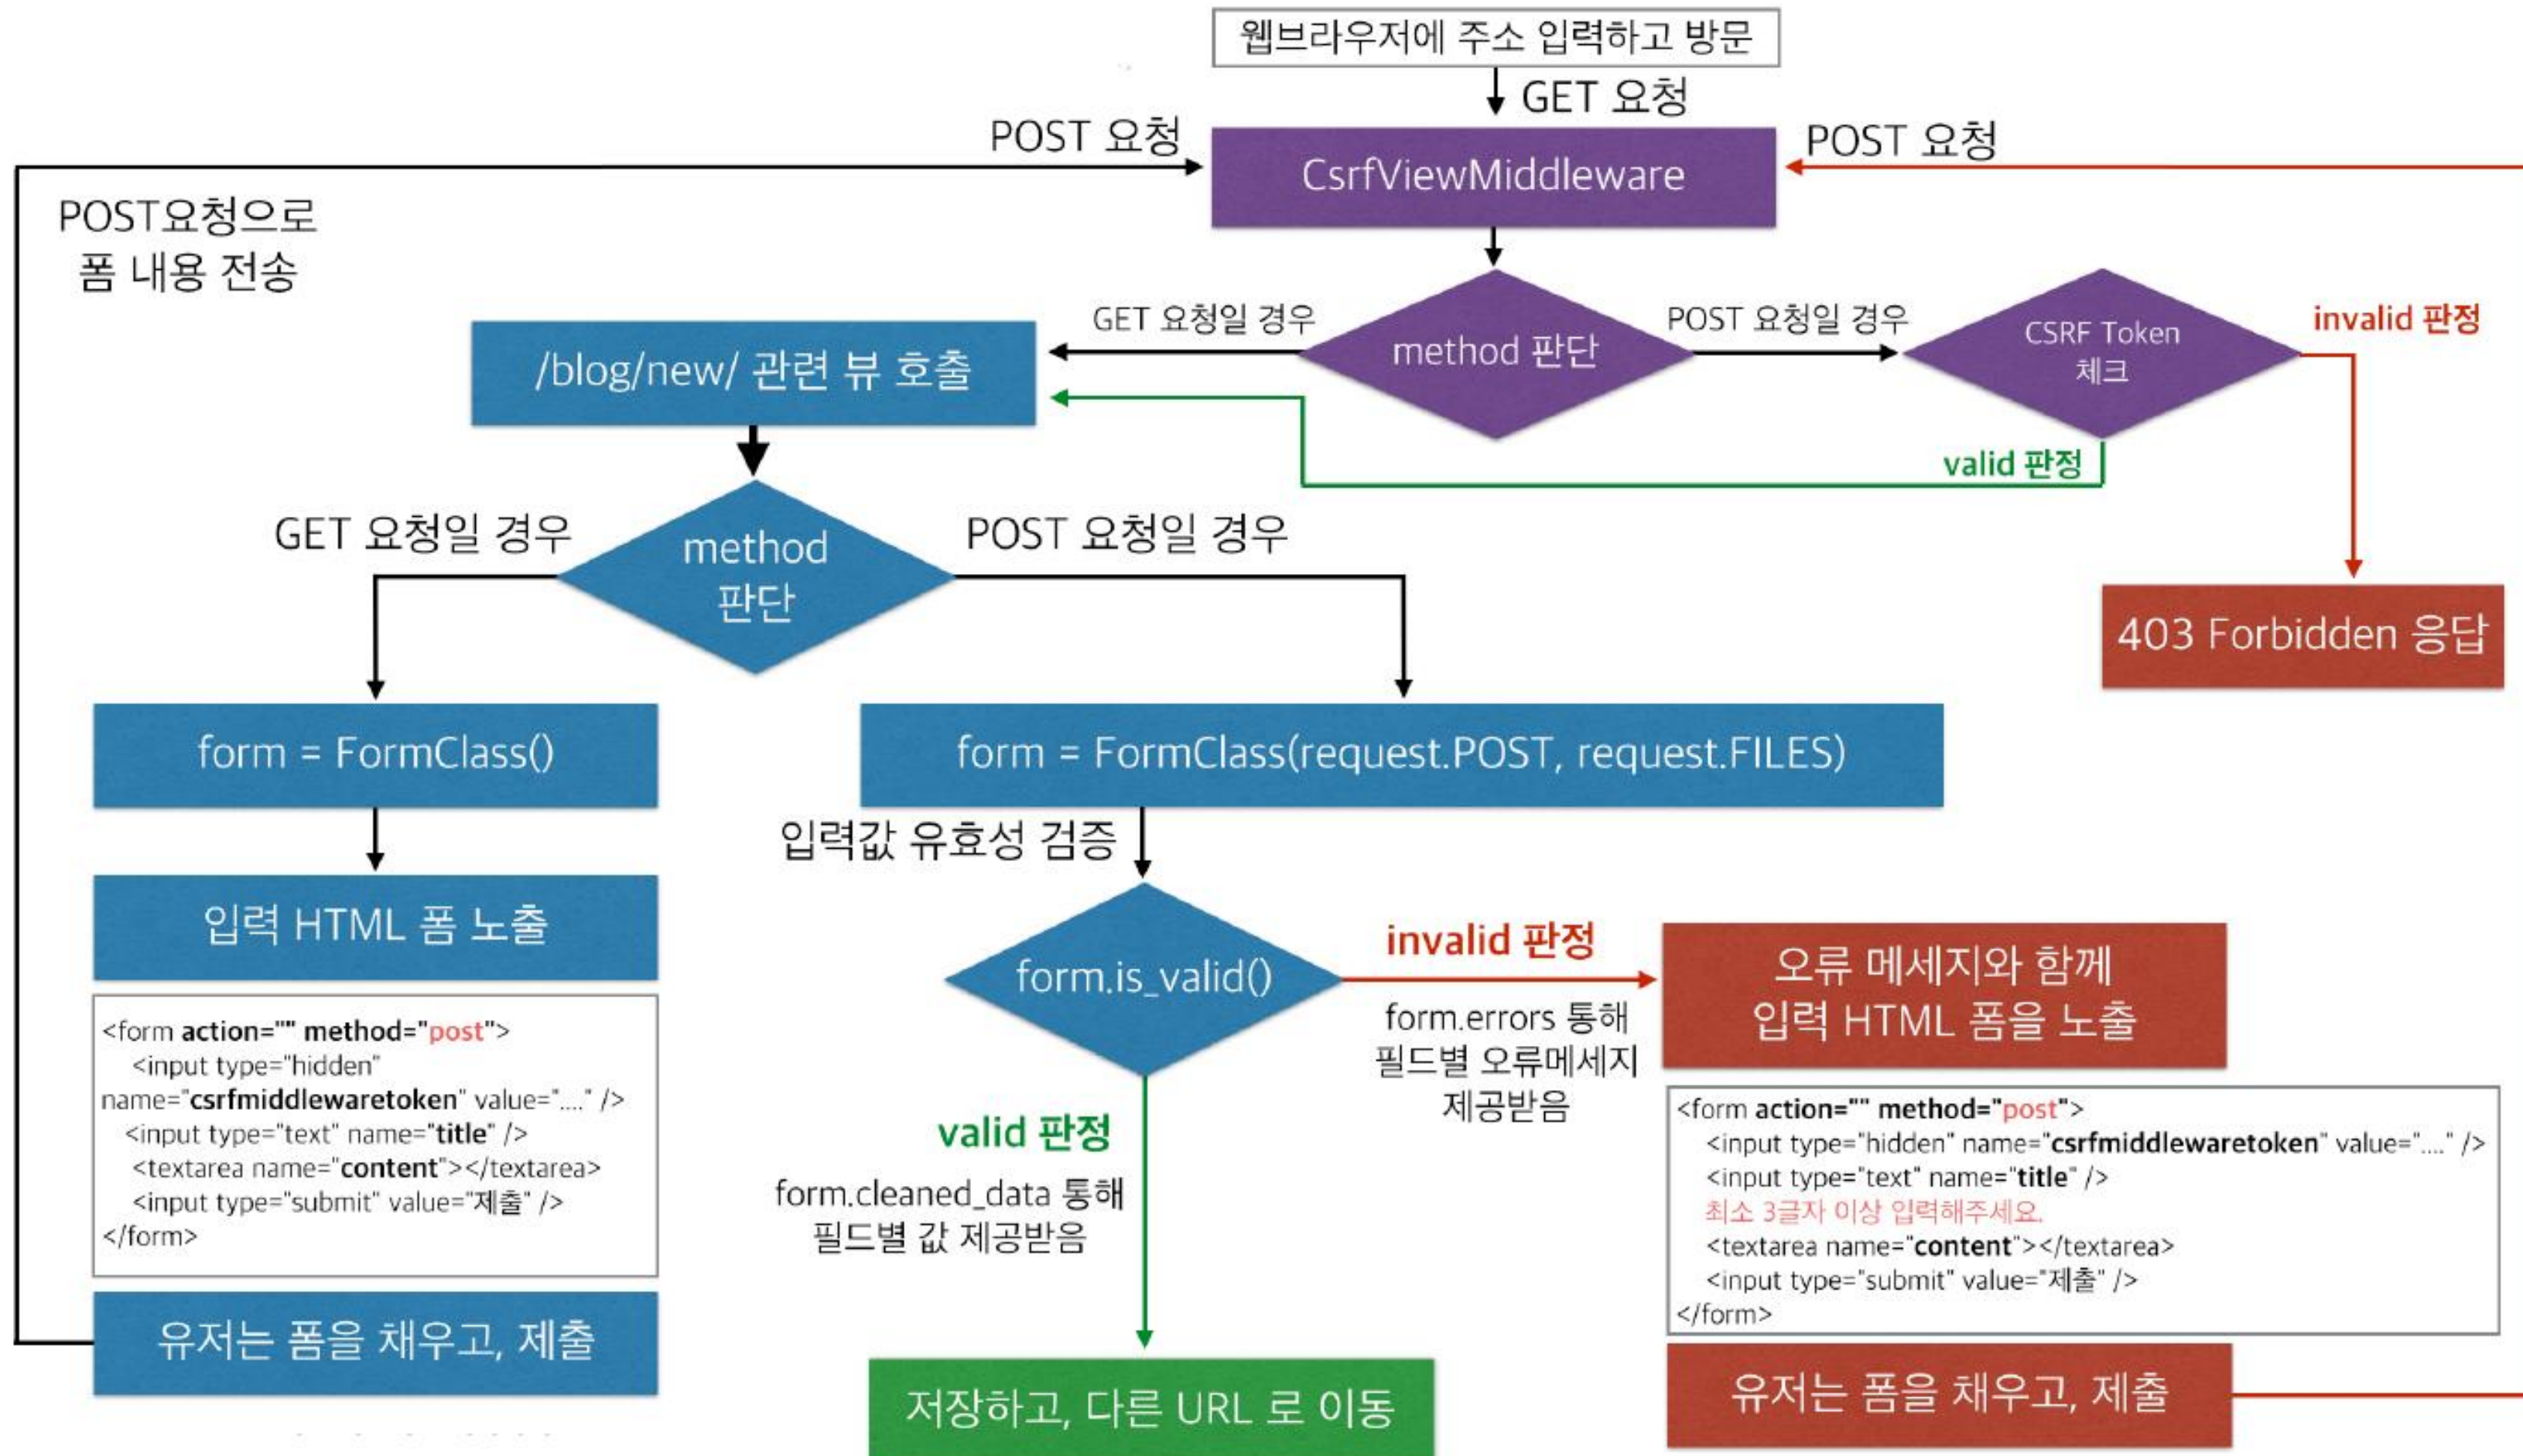 웹브라우저에 주소 입력하고 방문
GET 요청
POST 요청
CsrfViewMiddleware
POST 요청
POST요청으로
폼 내용 전송
GET 요청일 경우
method 판단
POST 요청일 경우
CSRF Token
체크
invalid 판정
/blog/new/ 관련 뷰 호출
valid 판정
GET 요청일 경우
method
판단
POST 요청일 경우
403 Forbidden 응답
form = FormClass()
form = FormClass(request.POST, request.FILES)
입력값 유효성 검증
입력 HTML 폼 노출
form.is_valid()
invalid 판정
form.errors 통해
필드별 오류메세지
제공받음
오류 메세지와 함께
입력 HTML 폼을 노출
<form action="" method="post">
<input type="hidden"
name="csrfmiddlewaretoken" value="...." />
<input type="text" name="title" />
<textarea name="content"></textarea>
<input type="submit" value="제출" />
</form>
valid 판정
form.cleaned_data 통해
필드별 값 제공받음
<form action="" method="post">
<input type="hidden" name="csrfmiddlewaretoken" value="...." />
<input type="text" name="title" />
최소 3글자 이상 입력해주세요.
<textarea name="content"></textarea>
<input type="submit" value="제출" />
</form>
유저는 폼을 채우고, 제출
저장하고, 다른 URL 로 이동
유저는 폼을 채우고, 제출